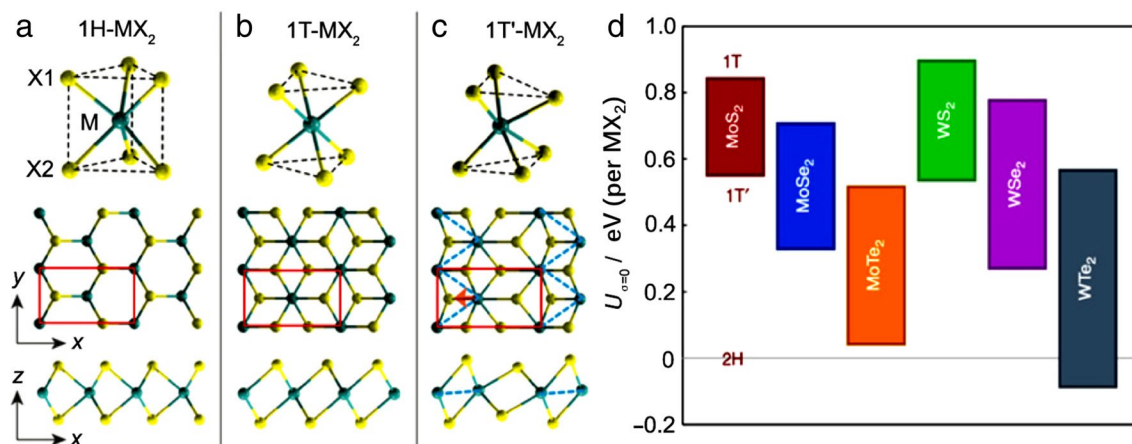 a 1H-MX₂
X1
M
X2
y
x
z
x
b 1T-MX₂
c 1T′-MX₂
d
U_{σ=0} / eV (per MX₂)
1.0
0.8
0.6
0.4
0.2
0
–0.2
1T
MoS₂
1T′
2H
MoSe₂
MoTe₂
WS₂
WSe₂
WTe₂